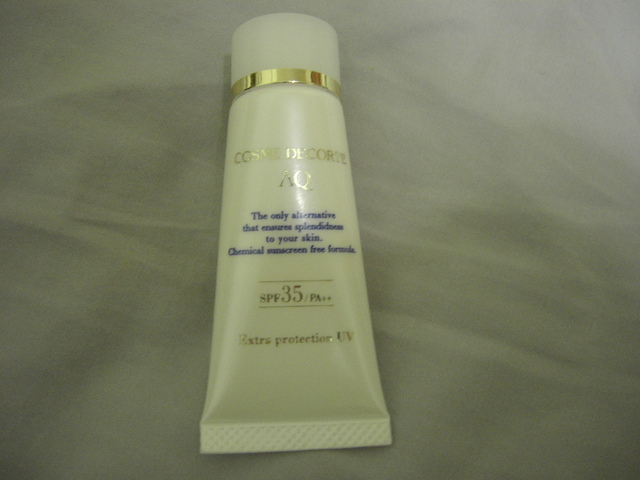 COSME DECORTE
AQ
The only alternative
that ensures splendidness
to your skin.
Chemical sunscreen free formula.
SPF35/PA++
Extra protection UV